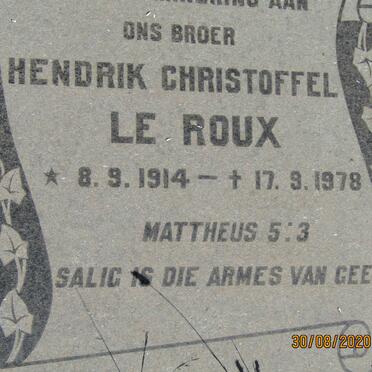 AAN
ONS BROER
HENDRIK CHRISTOFFEL
LE ROUX
* 8. 9. 1914 — † 17. 9. 1978
MATTHEUS 5:3
SALIG IS DIE ARMES VAN GEE
30/08/2020